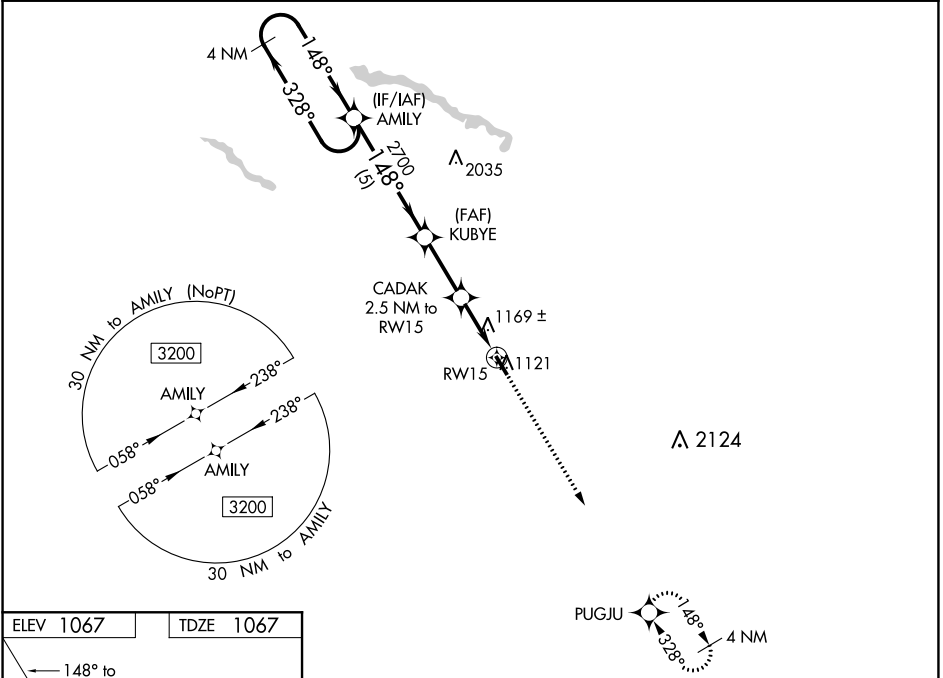 4 NM
148°
328°
(IF/IAF)
AMILY
2700
148°
(5)
2035
(FAF)
KUBYE
CADAK
2.5 NM to
RW15
1169 ±
RW15
1121
30 NM to AMILY (NoPT)
3200
AMILY
238°
058°
238°
AMILY
058°
3200
30 NM to AMILY
2124
PUGJU
148°
328°
4 NM
ELEV 1067
TDZE 1067
148° to